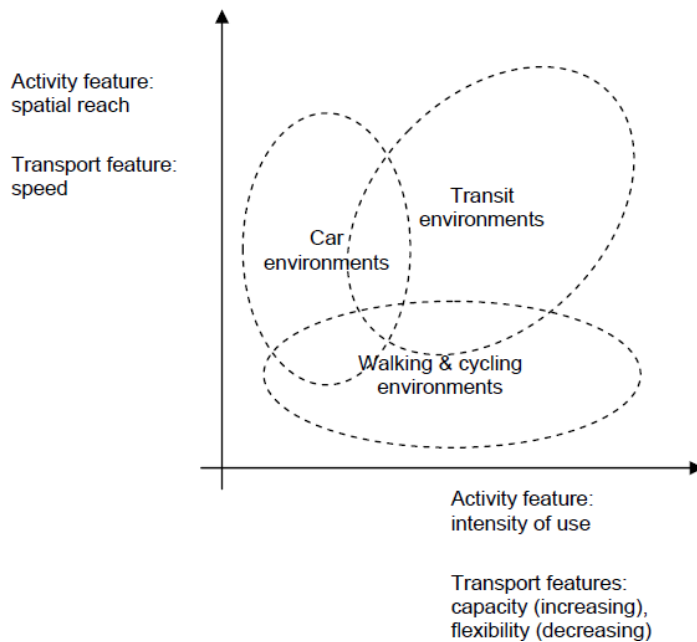 Activity feature:
spatial reach
Transport feature:
speed
Transit
environments
Car
environments
Walking & cycling
environments
Activity feature:
intensity of use
Transport features:
capacity (increasing),
flexibility (decreasing)